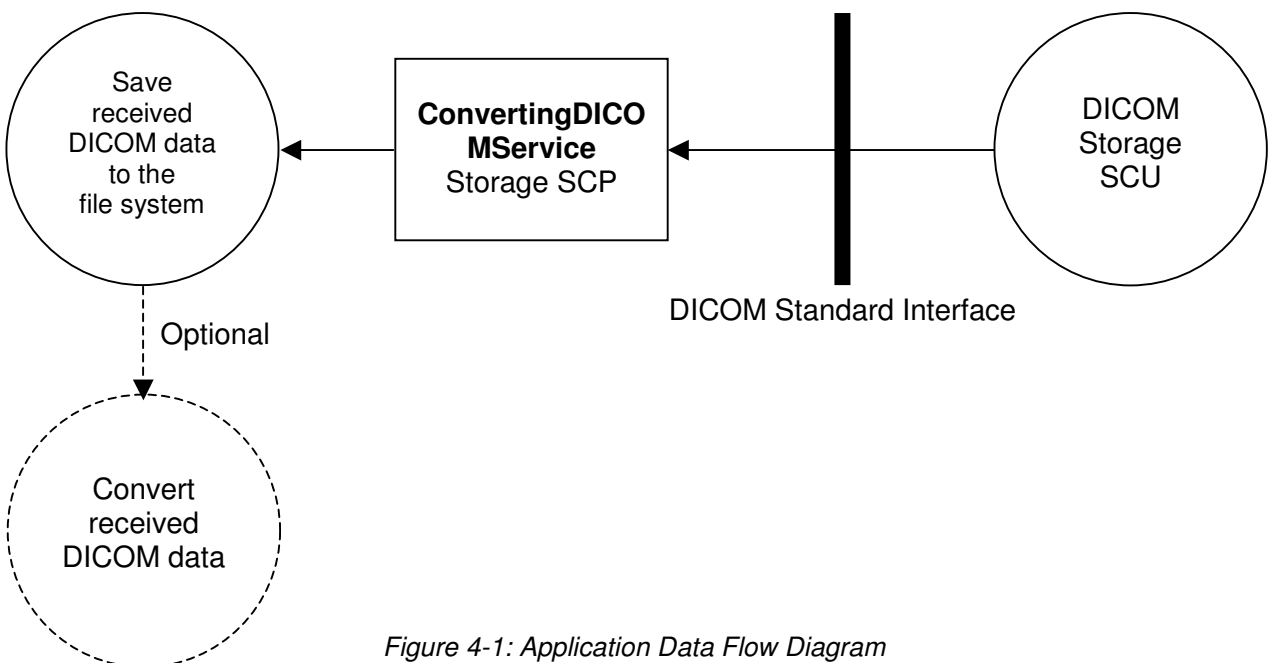 Save
received
DICOM data
to the
file system
ConvertingDICO
MService
Storage SCP
DICOM
Storage
SCU
DICOM Standard Interface
Optional
Convert
received
DICOM data
Figure 4-1: Application Data Flow Diagram